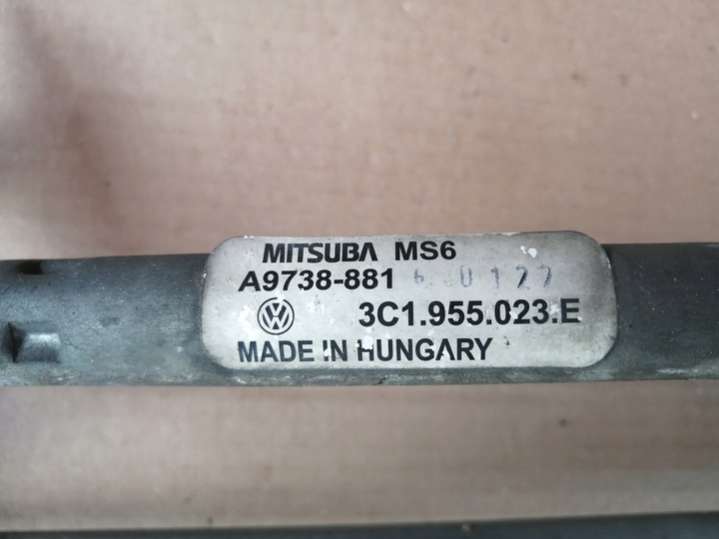 MITSUBA MS6
A9738-881
3C1.955.023.E
MADE IN HUNGARY